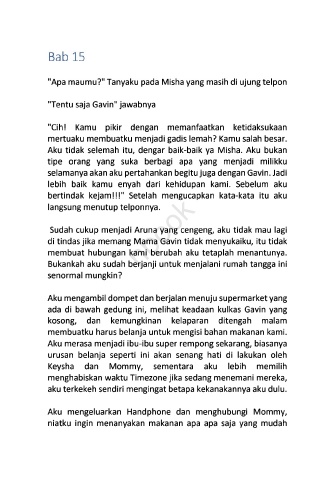 Bab 15
"Apa maumu?" Tanyaku pada Misha yang masih di ujung telpon
"Tentu saja Gavin" jawabnya
"Cih! Kamu pikir dengan memanfaatkan ketidaksukaan
mertuaku membuatku menjadi gadis lemah? Kamu salah besar.
Aku tidak selemah itu, dengar baik-baik ya Misha. Aku bukan
tipe orang yang suka berbagi apa yang menjadi milikku
selamanya akan aku pertahankan begitu juga dengan Gavin. Jadi
lebih baik kamu enyah dari kehidupan kami. Sebelum aku
bertindak kejam!!!" Setelah mengucapkan kata-kata itu aku
langsung menutup telponnya.
Sudah cukup menjadi Aruna yang cengeng, aku tidak mau lagi
di tindas jika memang Mama Gavin tidak menyukaiku, itu tidak
membuat hubungan kami berubah aku tetaplah menantunya.
Bukankah aku sudah berjanji untuk menjalani rumah tangga ini
senormal mungkin?
Aku mengambil dompet dan berjalan menuju supermarket yang
ada di bawah gedung ini, melihat keadaan kulkas Gavin yang
kosong, dan kemungkinan kelaparan ditengah malam
membuatku harus belanja untuk mengisi bahan makanan kami.
Aku merasa menjadi ibu-ibu super rempong sekarang, biasanya
urusan belanja seperti ini akan senang hati di lakukan oleh
Keysha dan Mommy, sementara aku lebih memilih
menghabiskan waktu Timezone jika sedang menemani mereka,
aku terkekeh sendiri mengingat betapa kekanakannya aku dulu.
Aku mengeluarkan Handphone dan menghubungi Mommy,
niatku ingin menanyakan makanan apa apa saja yang mudah